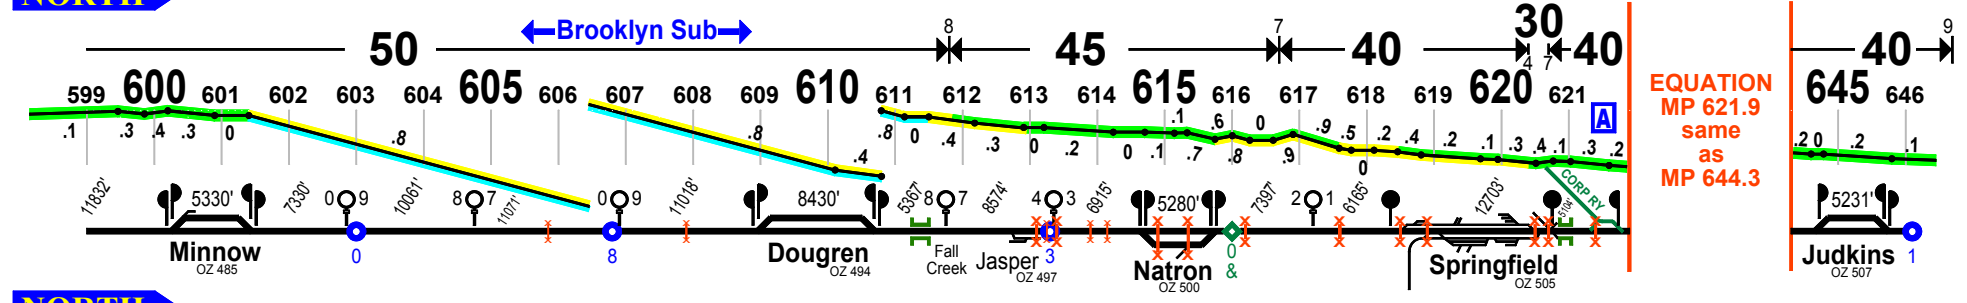 NORTH
Brooklyn Sub
50 8 45 7 40 30 4 7 40 40 9
599 600 601 602 603 604 605 606 607 608 609 610 611 612 613 614 615 616 617 618 619 620 621 645 646
EQUATION
MP 621.9
same
as
MP 644.3
A
.1 .3 .4 .3 0 .8 .8 .4 .8 0 .4 .3 0 .2 0 .1 .1 .7 .6 .8 0 .9 .9 .5 0 .2 .4 .2 .1 .3 .4 .1 .3 .2 .2 0 .2 .1
CORP RY
11832' 5330' 7330' 0 9 10061' 8 7 11071' 0 9 11018' 8430' 5367' 8 7 8574' 4 3 6915' 5280' 7397' 2 1 6165' 12703' 5104' 5231'
Minnow
OZ 485
0
8
Dougren
OZ 494
Fall
Creek
Jasper
OZ 497
3
Natron
OZ 500
0
&
Springfield
OZ 505
Judkins
OZ 507
1
NORTH